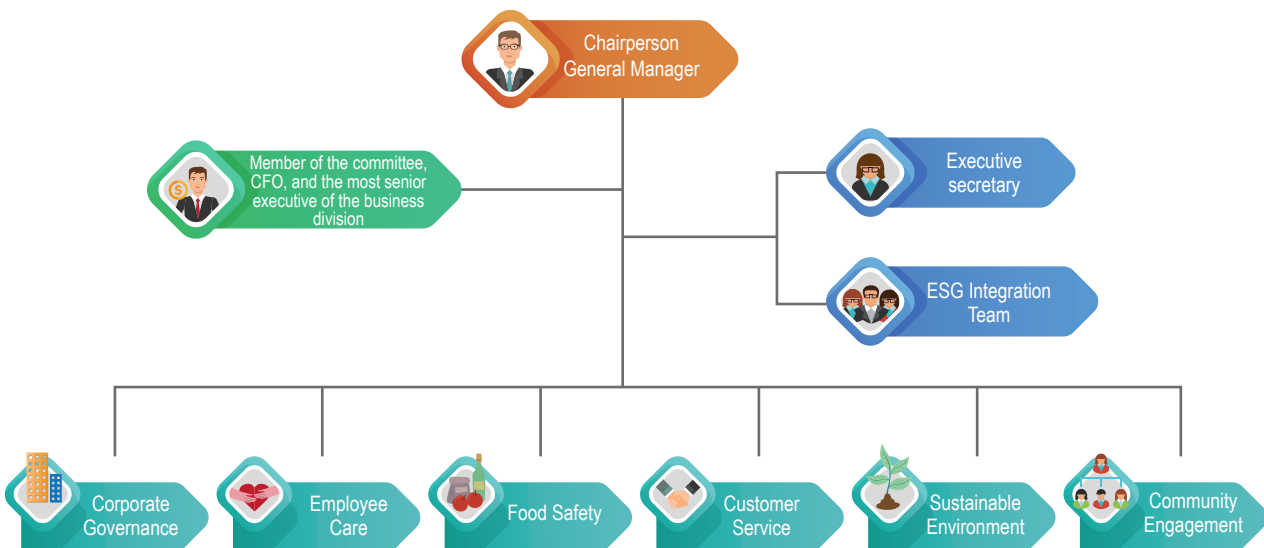 Chairperson
General Manager
Member of the committee,
CFO, and the most senior
executive of the business
division
Executive
secretary
ESG Integration
Team
Corporate
Governance
Employee
Care
Food Safety
Customer
Service
Sustainable
Environment
Community
Engagement